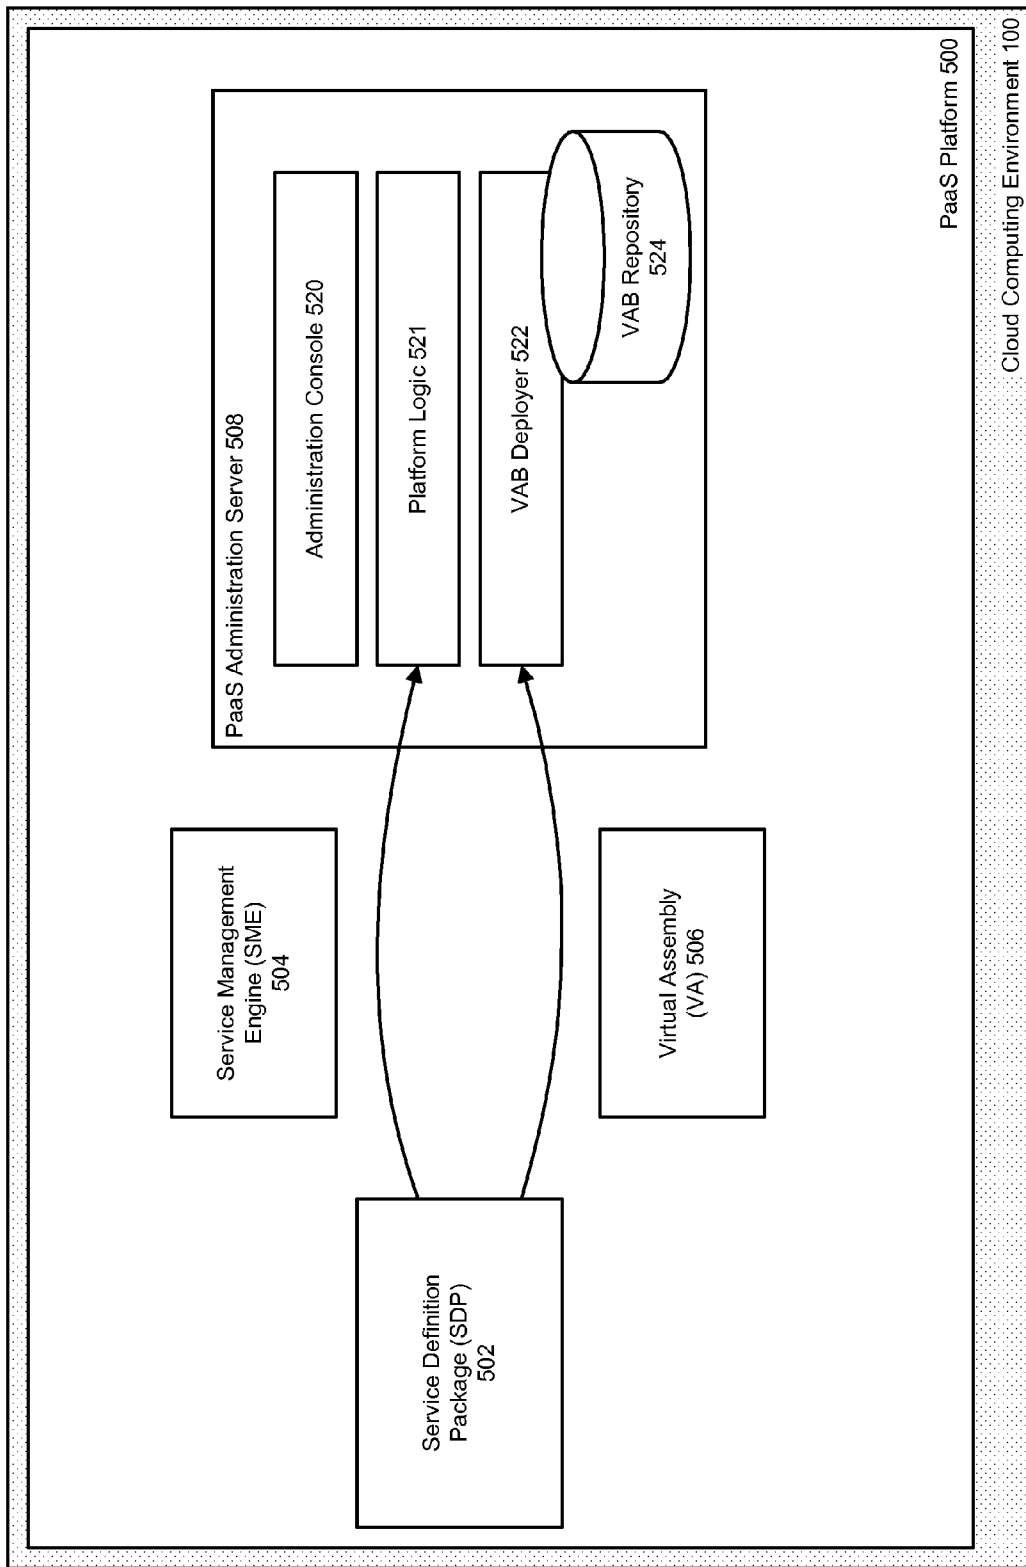 Service Definition
Package (SDP)
502
Service Management
Engine (SME)
504
Virtual Assembly
(VA) 506
PaaS Administration Server 508
Administration Console 520
Platform Logic 521
VAB Deployer 522
VAB Repository
524
PaaS Platform 500
Cloud Computing Environment 100